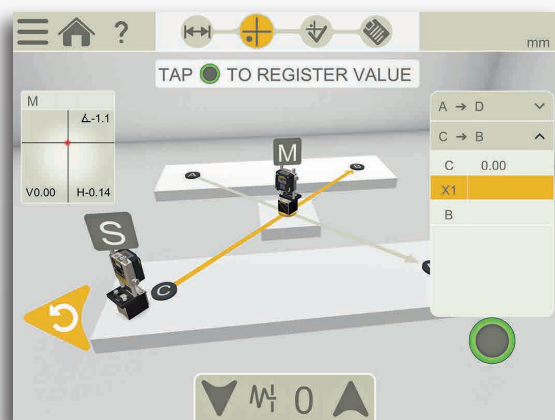 ?
mm
TAP TO REGISTER VALUE
M
∡-1.1
V0.00 H-0.14
A → D
C → B
C 0.00
X1
B
M
S
A
B
C
0